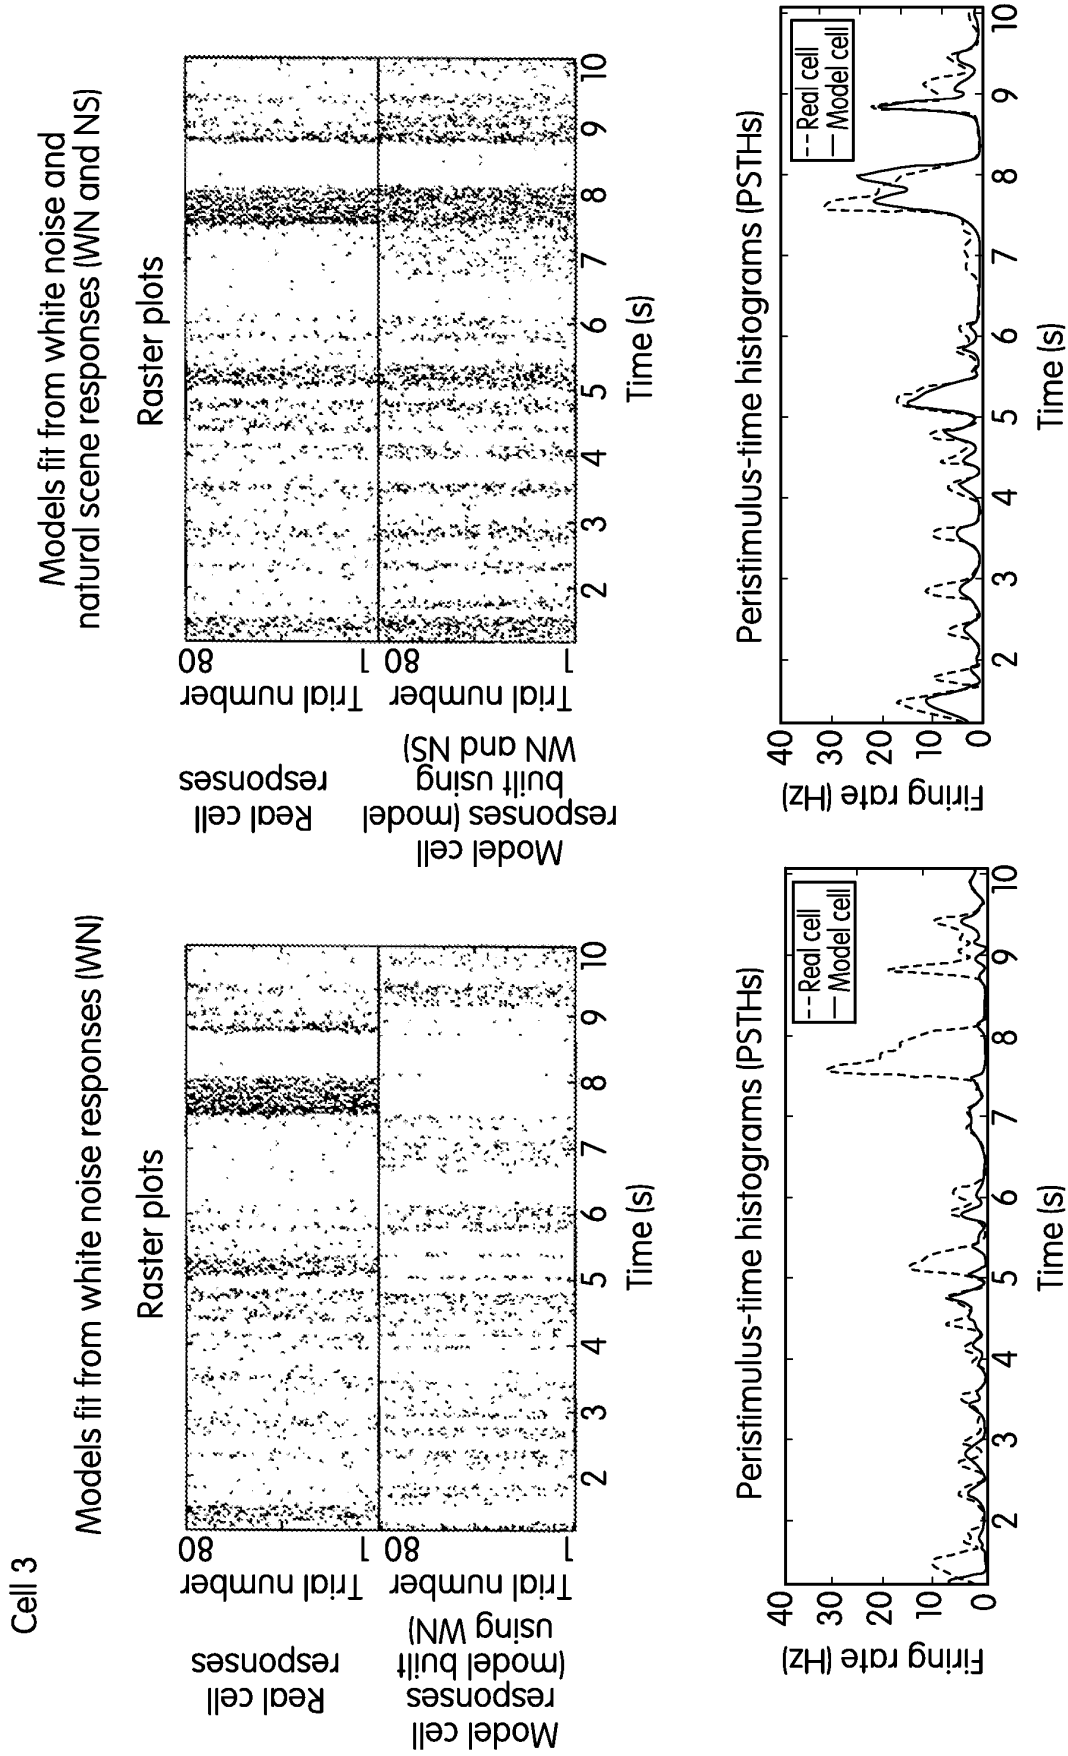 Cell 3
Models fit from white noise responses (WN)
Raster plots
Real cell
responses
Trial number
80
1
Model cell
responses
(model built
using WN)
Trial number
80
1
2 3 4 5 6 7 8 9 10
Time (s)
Peristimulus-time histograms (PSTHs)
Firing rate (Hz)
40
30
20
10
0
Real cell
Model cell
2 3 4 5 6 7 8 9 10
Time (s)
Models fit from white noise and
natural scene responses (WN and NS)
Raster plots
Real cell
responses
Trial number
80
1
Model cell
responses (model
built using
WN and NS)
Trial number
80
1
2 3 4 5 6 7 8 9 10
Time (s)
Peristimulus-time histograms (PSTHs)
Firing rate (Hz)
40
30
20
10
0
Real cell
Model cell
2 3 4 5 6 7 8 9 10
Time (s)